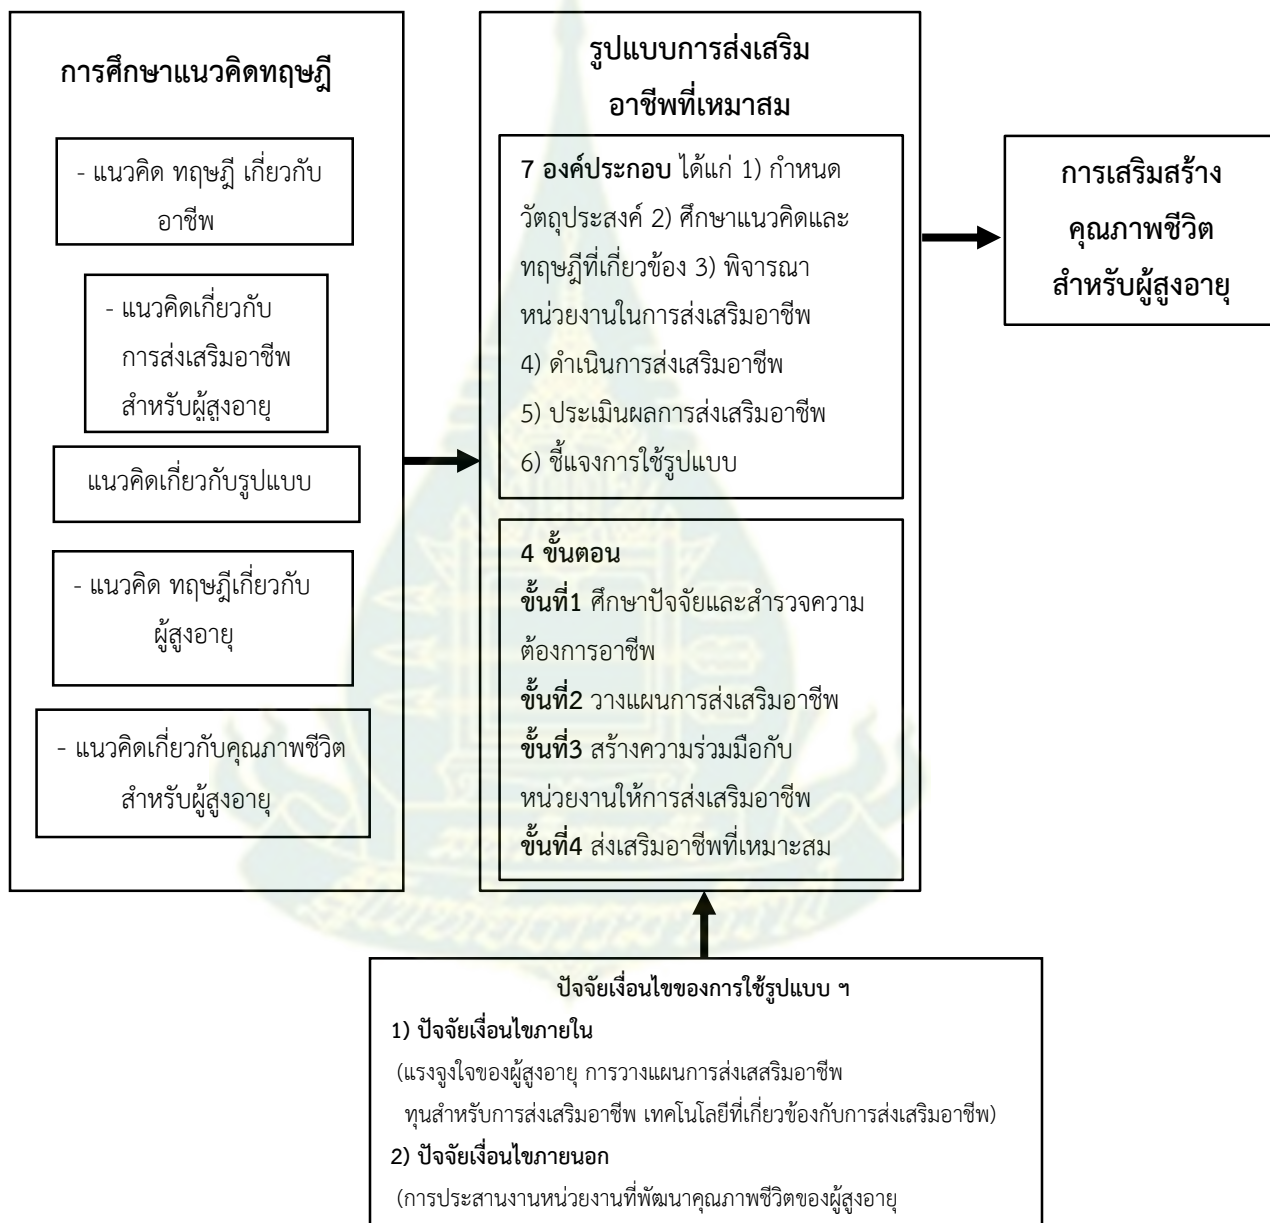 การศึกษาแนวคิดทฤษฎี
- แนวคิด ทฤษฎี เกี่ยวกับ
อาชีพ
- แนวคิดเกี่ยวกับ
การส่งเสริมอาชีพ
สำหรับผู้สูงอายุ
แนวคิดเกี่ยวกับรูปแบบ
- แนวคิด ทฤษฎีเกี่ยวกับ
ผู้สูงอายุ
- แนวคิดเกี่ยวกับคุณภาพชีวิต
สำหรับผู้สูงอายุ
รูปแบบการส่งเสริม
อาชีพที่เหมาสม
7 องค์ประกอบ ได้แก่ 1) กำหนด
วัตถุประสงค์ 2) ศึกษาแนวคิดและ
ทฤษฎีที่เกี่ยวข้อง 3) พิจารณา
หน่วยงานในการส่งเสริมอาชีพ
4) ดำเนินการส่งเสริมอาชีพ
5) ประเมินผลการส่งเสริมอาชีพ
6) ชี้แจงการใช้รูปแบบ
4 ขั้นตอน
ขั้นที่1 ศึกษาปัจจัยและสำรวจความ
ต้องการอาชีพ
ขั้นที่2 วางแผนการส่งเสริมอาชีพ
ขั้นที่3 สร้างความร่วมมือกับ
หน่วยงานให้การส่งเสริมอาชีพ
ขั้นที่4 ส่งเสริมอาชีพที่เหมาะสม
การเสริมสร้าง
คุณภาพชีวิต
สำหรับผู้สูงอายุ
ปัจจัยเงื่อนไขของการใช้รูปแบบ ฯ
1) ปัจจัยเงื่อนไขภายใน
(แรงจูงใจของผู้สูงอายุ การวางแผนการส่งเสสริมอาชีพ
ทุนสำหรับการส่งเสริมอาชีพ เทคโนโลยีที่เกี่ยวข้องกับการส่งเสริมอาชีพ)
2) ปัจจัยเงื่อนไขภายนอก
(การประสานงานหน่วยงานที่พัฒนาคุณภาพชีวิตของผู้สูงอายุ